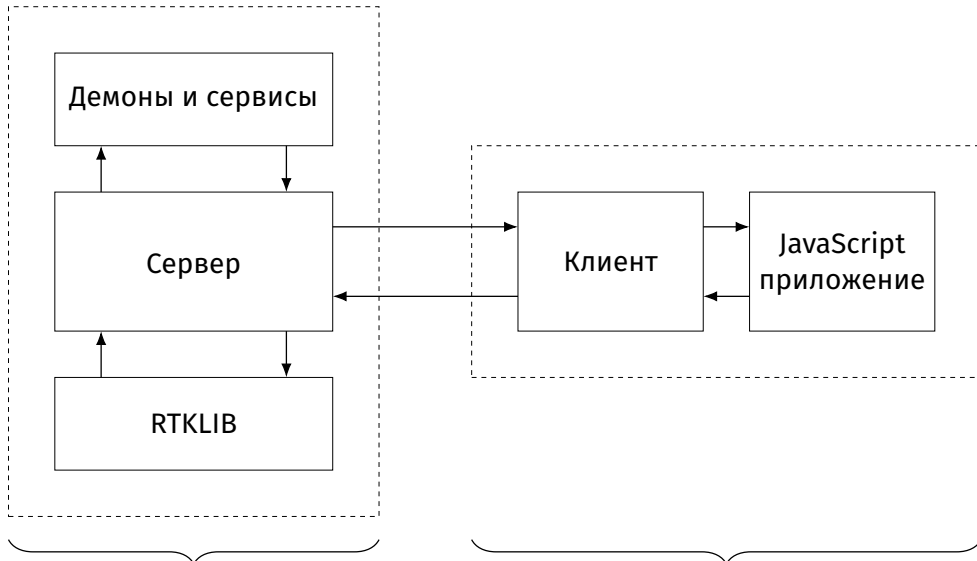 Демоны и сервисы
Сервер
RTKLIB
Клиент
JavaScript
приложение